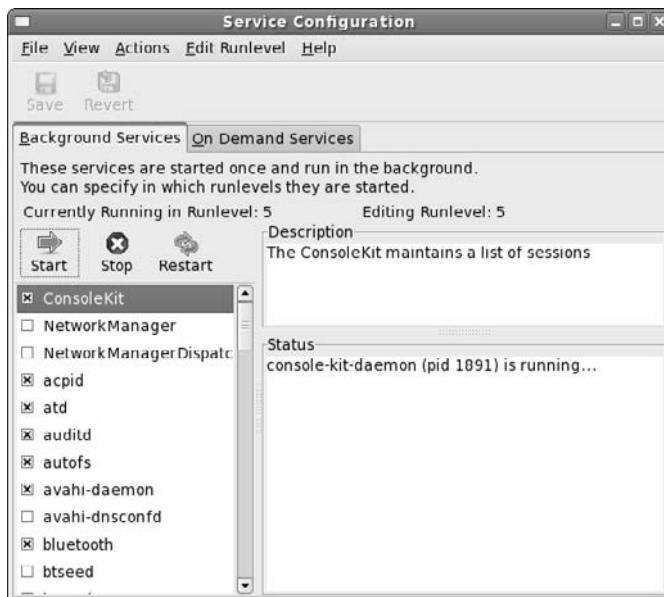 Service Configuration
File View Actions Edit Runlevel Help
Save Revert
Background Services On Demand Services
These services are started once and run in the background.
You can specify in which runlevels they are started.
Currently Running in Runlevel: 5 Editing Runlevel: 5
Start Stop Restart
ConsoleKit
NetworkManager
NetworkManagerDispatc
acpid
atd
auditd
autofs
avahi-daemon
avahi-dnsconfd
bluetooth
btseed
Description
The ConsoleKit maintains a list of sessions
Status
console-kit-daemon (pid 1891) is running...